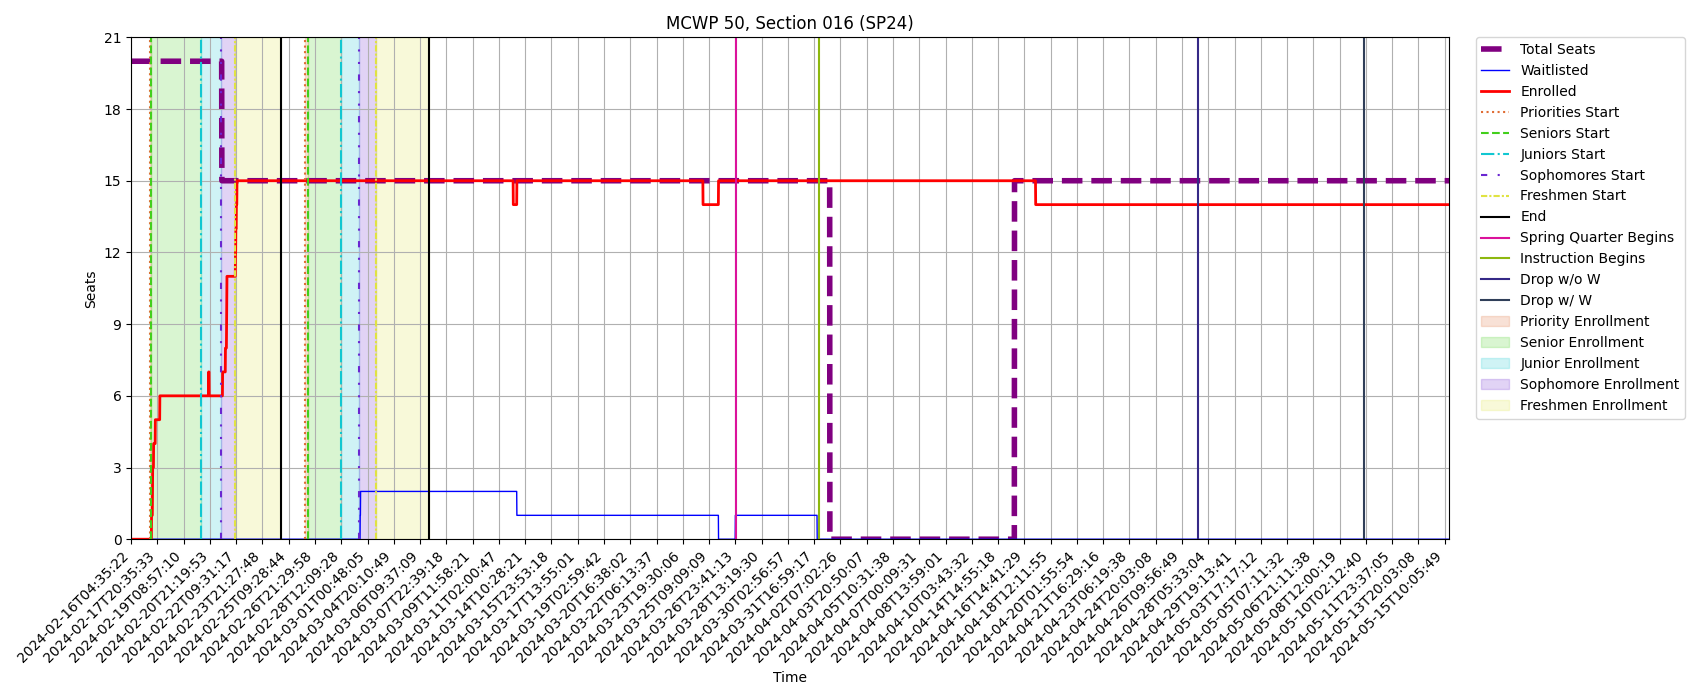 MCWP 50, Section 016 (SP24)
21
18
15
12
9
6
3
0
Seats
2024-02-16T04:35:22
2024-02-17T20:35:33
2024-02-19T08:57:10
2024-02-20T21:19:53
2024-02-22T09:31:17
2024-02-23T21:27:48
2024-02-25T09:28:44
2024-02-26T21:29:58
2024-02-28T12:09:28
2024-03-01T00:48:05
2024-03-04T20:10:49
2024-03-06T09:37:09
2024-03-07T22:39:18
2024-03-09T11:58:21
2024-03-11T02:00:47
2024-03-14T10:28:21
2024-03-15T23:53:18
2024-03-17T13:55:01
2024-03-19T02:59:42
2024-03-20T16:38:02
2024-03-22T06:13:37
2024-03-23T19:30:06
2024-03-25T09:09:09
2024-03-26T23:41:13
2024-03-28T13:19:30
2024-03-30T02:56:57
2024-03-31T16:59:17
2024-04-02T07:02:26
2024-04-03T20:50:07
2024-04-05T10:31:38
2024-04-07T00:09:31
2024-04-08T13:59:01
2024-04-10T03:43:32
2024-04-14T14:55:18
2024-04-16T14:41:29
2024-04-18T12:11:55
2024-04-20T01:55:54
2024-04-21T16:29:16
2024-04-23T06:19:38
2024-04-24T20:03:08
2024-04-26T09:56:49
2024-04-28T05:33:04
2024-04-29T19:13:41
2024-05-03T17:17:12
2024-05-05T07:11:32
2024-05-06T21:11:38
2024-05-08T12:00:19
2024-05-10T02:12:40
2024-05-11T23:37:05
2024-05-13T20:03:08
2024-05-15T10:05:49
Time
Total Seats
Waitlisted
Enrolled
Priorities Start
Seniors Start
Juniors Start
Sophomores Start
Freshmen Start
End
Spring Quarter Begins
Instruction Begins
Drop w/o W
Drop w/ W
Priority Enrollment
Senior Enrollment
Junior Enrollment
Sophomore Enrollment
Freshmen Enrollment